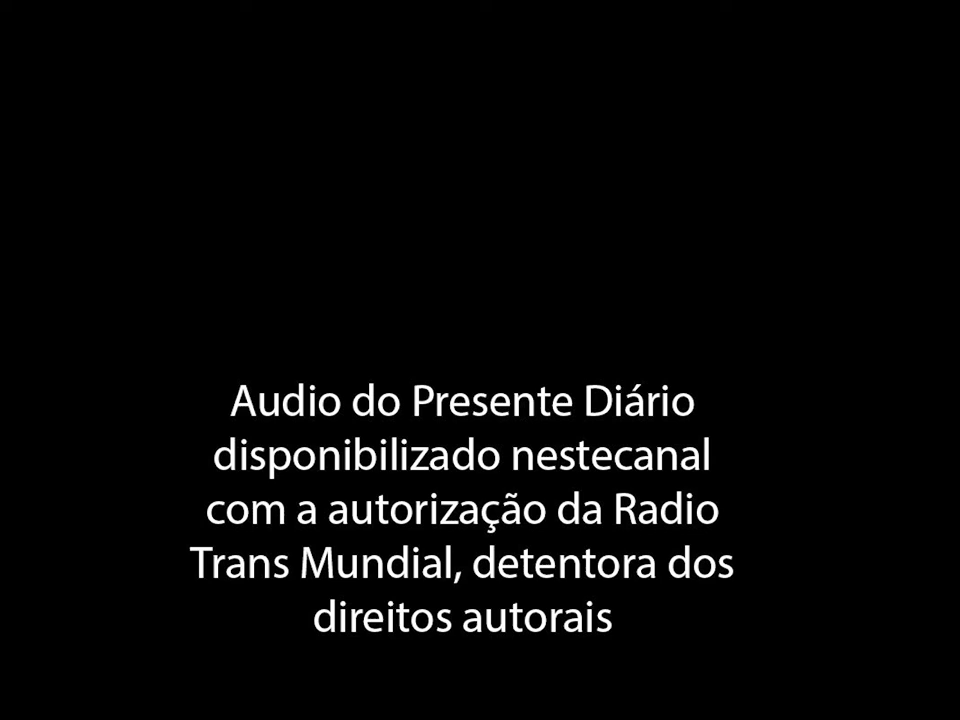 Audio do Presente Diário
disponibilizado nestecanal
com a autorização da Radio
Trans Mundial, detentora dos
direitos autorais